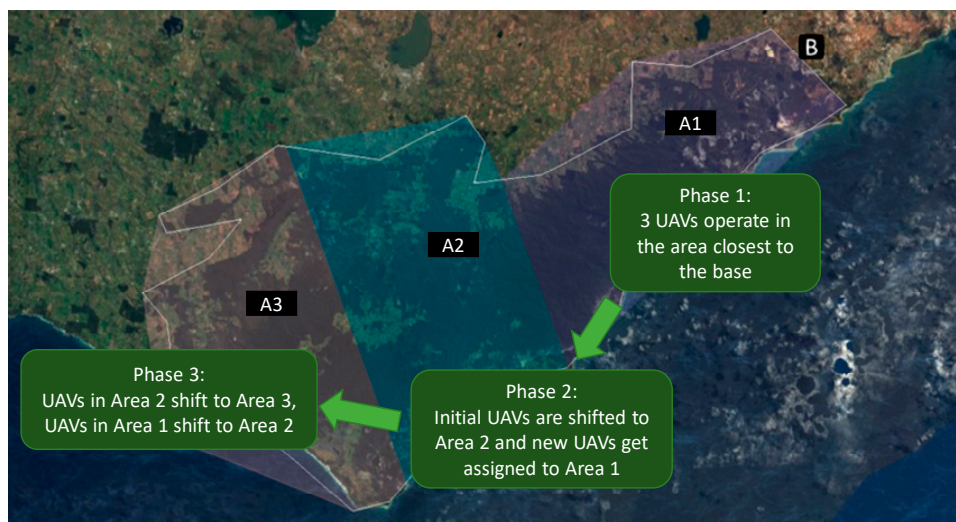 B
A1
Phase 1:
3 UAVs operate in
the area closest to
the base
A2
A3
Phase 2:
Initial UAVs are shifted to
Area 2 and new UAVs get
assigned to Area 1
Phase 3:
UAVs in Area 2 shift to Area 3,
UAVs in Area 1 shift to Area 2